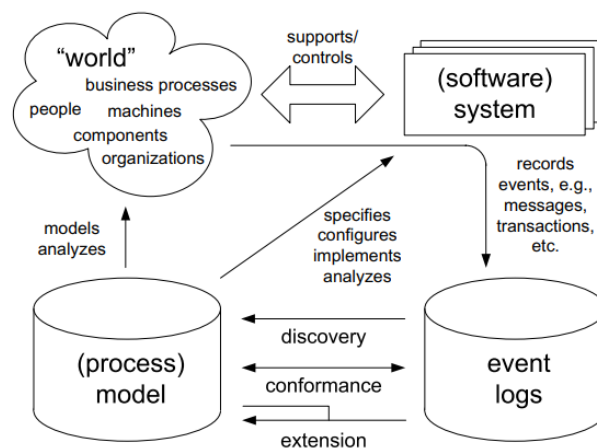 “world”
business processes
people
machines
components
organizations
supports/
controls
(software)
system
records
events, e.g.,
messages,
transactions,
etc.
models
analyzes
specifies
configures
implements
analyzes
(process)
model
discovery
conformance
extension
event
logs